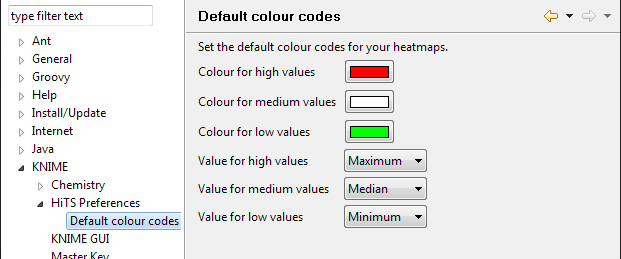 type filter text
Ant
General
Groovy
Help
Install/Update
Internet
Java
KNIME
Chemistry
HiTS Preferences
Default colour codes
KNIME GUI
Master Key
Default colour codes
Set the default colour codes for your heatmaps.
Colour for high values
Colour for medium values
Colour for low values
Value for high values Maximum
Value for medium values Median
Value for low values Minimum